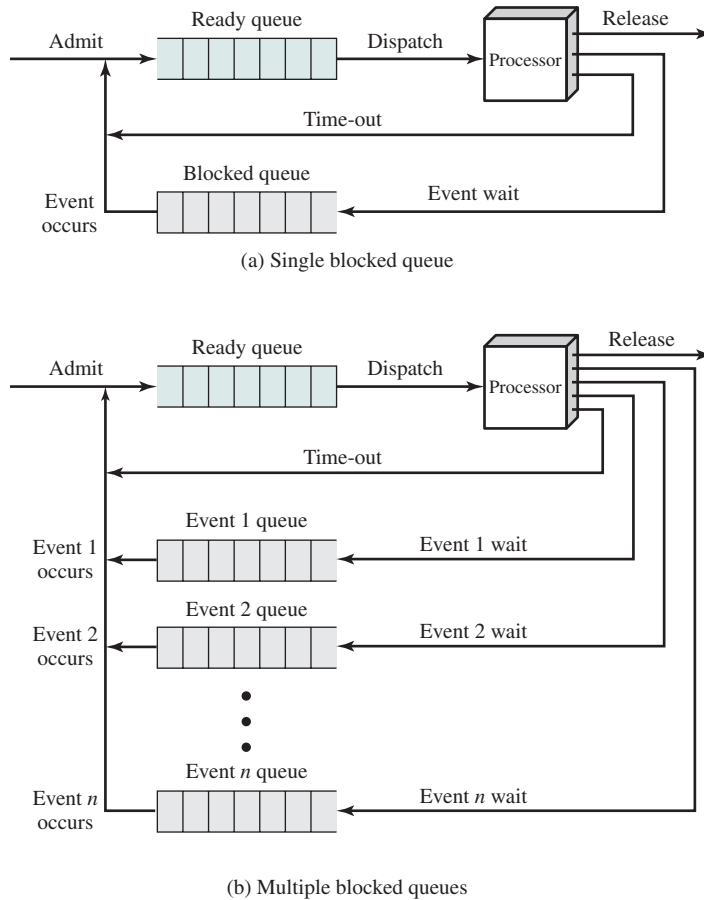 Ready queue
Release
Admit
Dispatch
Processor
Time-out
Blocked queue
Event
occurs
Event wait
(a) Single blocked queue
Ready queue
Release
Admit
Dispatch
Processor
Time-out
Event 1 queue
Event 1
occurs
Event 1 wait
Event 2 queue
Event 2
occurs
Event 2 wait
Event n queue
Event n
occurs
Event n wait
(b) Multiple blocked queues